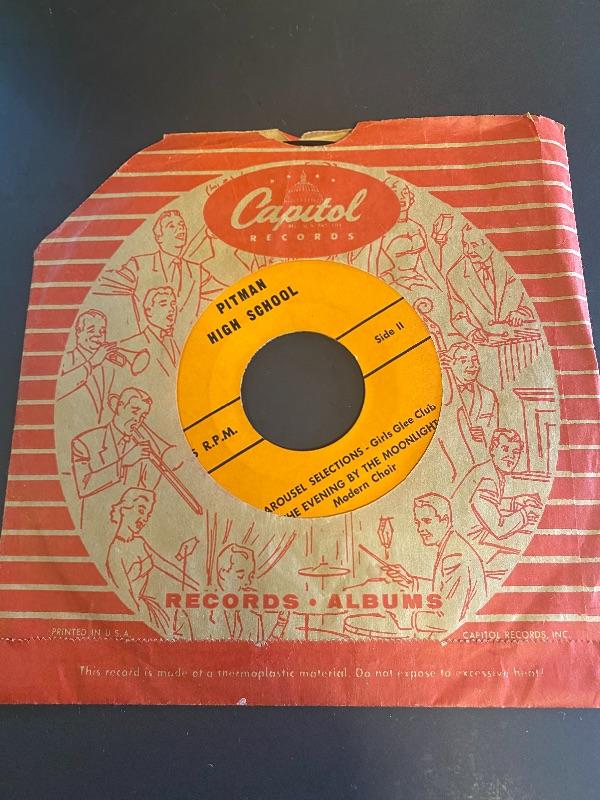 Capitol
RECORDS
PITMAN
HIGH SCHOOL
Side II
R.P.M.
AROUSEL SELECTIONS - Girls Glee Club
HE EVENING BY THE MOONLIGHT
Modern Choir
RECORDS • ALBUMS
PRINTED IN U.S.A.
CAPITOL RECORDS, INC.
This record is made of a thermoplastic material. Do not expose to excessive heat!